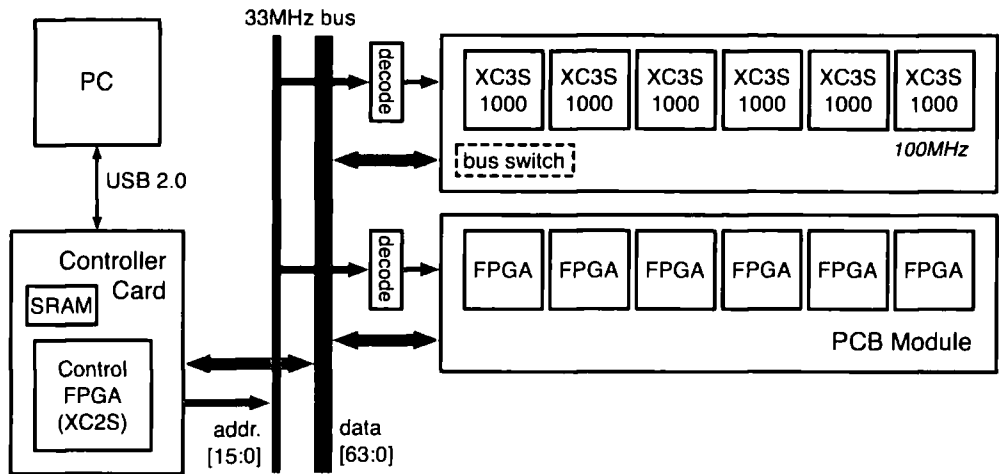 33MHz bus
PC
USB 2.0
Controller
Card
SRAM
Control
FPGA
(XC2S)
addr.
[15:0]
data
[63:0]
decode
XC3S
1000
XC3S
1000
XC3S
1000
XC3S
1000
XC3S
1000
XC3S
1000
100MHz
bus switch
decode
FPGA
FPGA
FPGA
FPGA
FPGA
FPGA
PCB Module